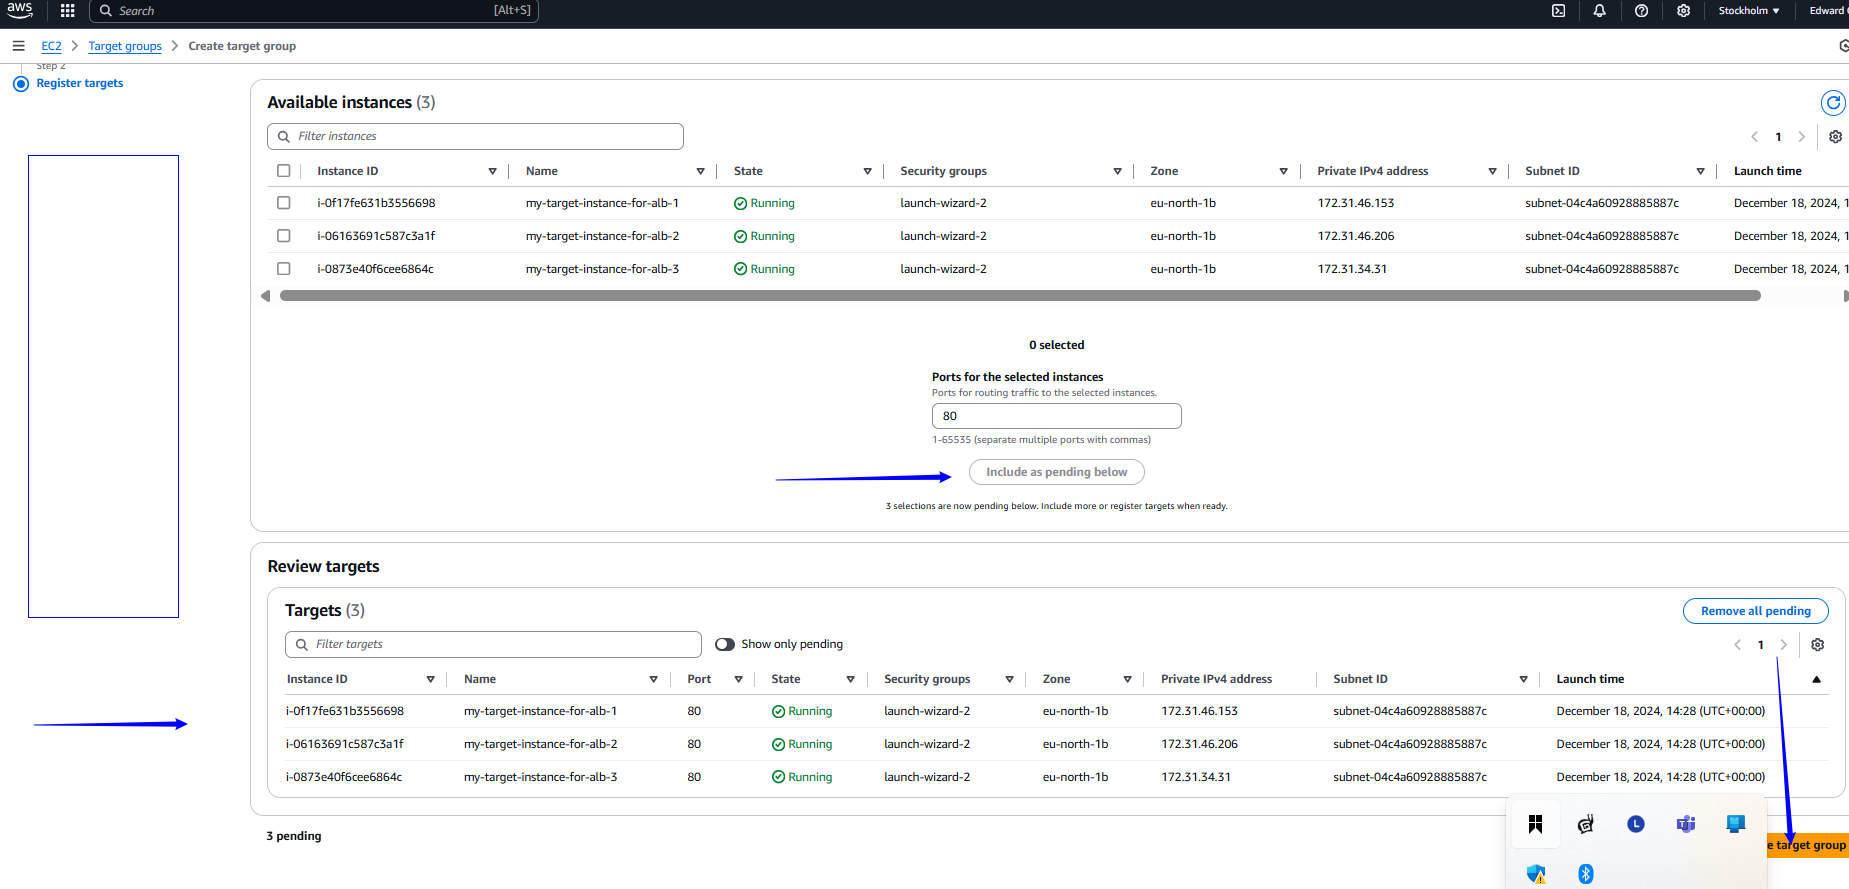 aws Search [Alt+S] Stockholm Edward
EC2 > Target groups > Create target group
Step 2
Register targets
Available instances (3)
Filter instances
1
Instance ID Name State Security groups Zone Private IPv4 address Subnet ID Launch time
i-0f17fe631b3556698 my-target-instance-for-alb-1 Running launch-wizard-2 eu-north-1b 172.31.46.153 subnet-04c4a60928885887c December 18, 2024, 1
i-06163691c587c3a1f my-target-instance-for-alb-2 Running launch-wizard-2 eu-north-1b 172.31.46.206 subnet-04c4a60928885887c December 18, 2024, 1
i-0873e40f6cee6864c my-target-instance-for-alb-3 Running launch-wizard-2 eu-north-1b 172.31.34.31 subnet-04c4a60928885887c December 18, 2024, 1
0 selected
Ports for the selected instances
Ports for routing traffic to the selected instances.
80
1-65535 (separate multiple ports with commas)
Include as pending below
3 selections are now pending below. Include more or register targets when ready.
Review targets
Targets (3)
Remove all pending
Filter targets
Show only pending
1
Instance ID Name Port State Security groups Zone Private IPv4 address Subnet ID Launch time
i-0f17fe631b3556698 my-target-instance-for-alb-1 80 Running launch-wizard-2 eu-north-1b 172.31.46.153 subnet-04c4a60928885887c December 18, 2024, 14:28 (UTC+00:00)
i-06163691c587c3a1f my-target-instance-for-alb-2 80 Running launch-wizard-2 eu-north-1b 172.31.46.206 subnet-04c4a60928885887c December 18, 2024, 14:28 (UTC+00:00)
i-0873e40f6cee6864c my-target-instance-for-alb-3 80 Running launch-wizard-2 eu-north-1b 172.31.34.31 subnet-04c4a60928885887c December 18, 2024, 14:28 (UTC+00:00)
3 pending
e target group